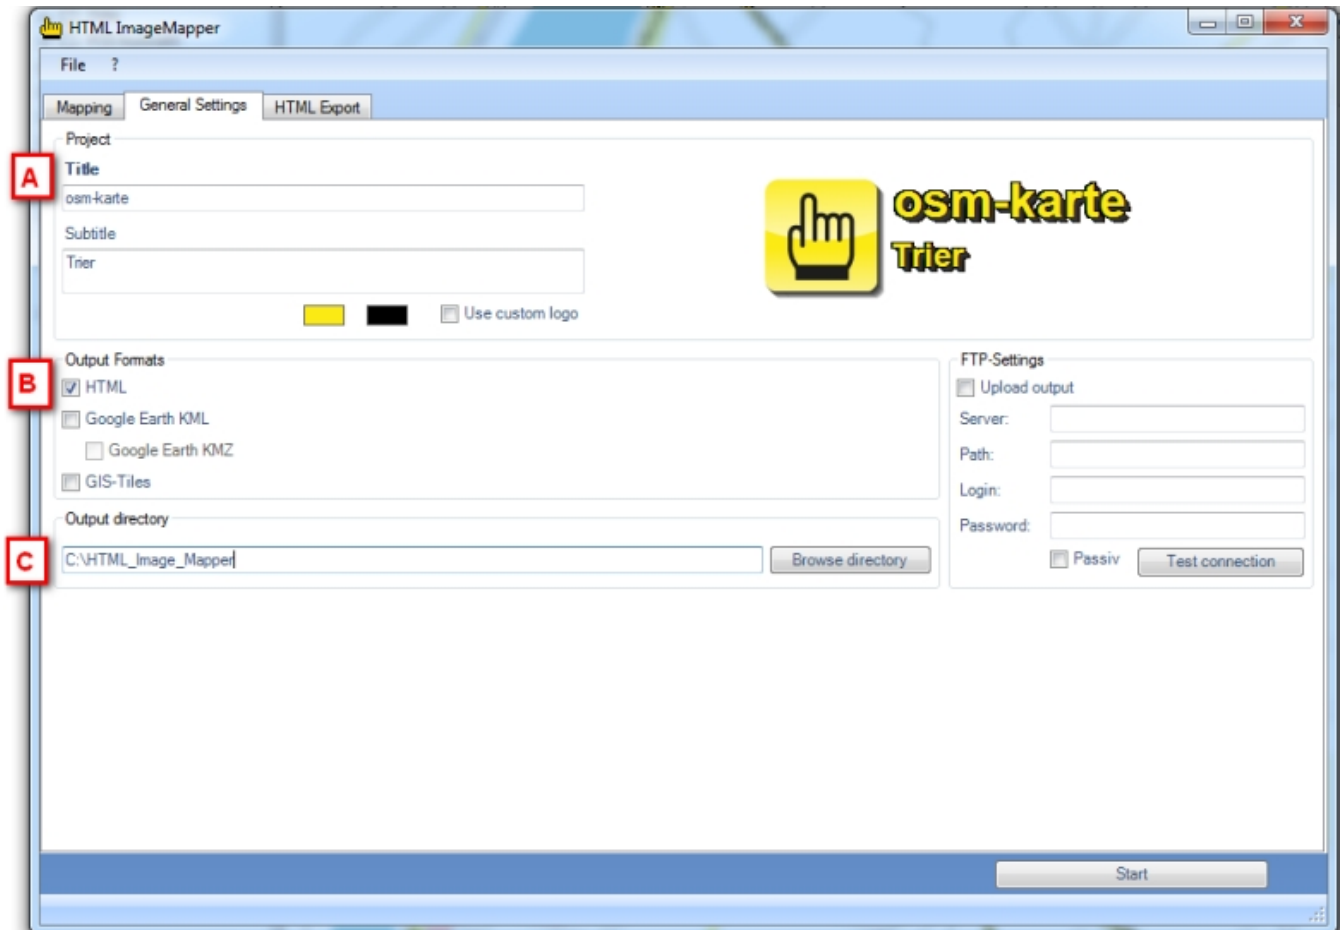 HTML ImageMapper
File ?
Mapping General Settings HTML Export
Project
A
Title
osm-karte
Subtitle
Trier
Use custom logo
osm-karte
Trier
B
Output Formats
HTML
Google Earth KML
Google Earth KMZ
GIS-Tiles
FTP-Settings
Upload output
Server:
Path:
Login:
Password:
Passiv Test connection
C
Output directory
C:\HTML_Image_Mapper Browse directory
Start